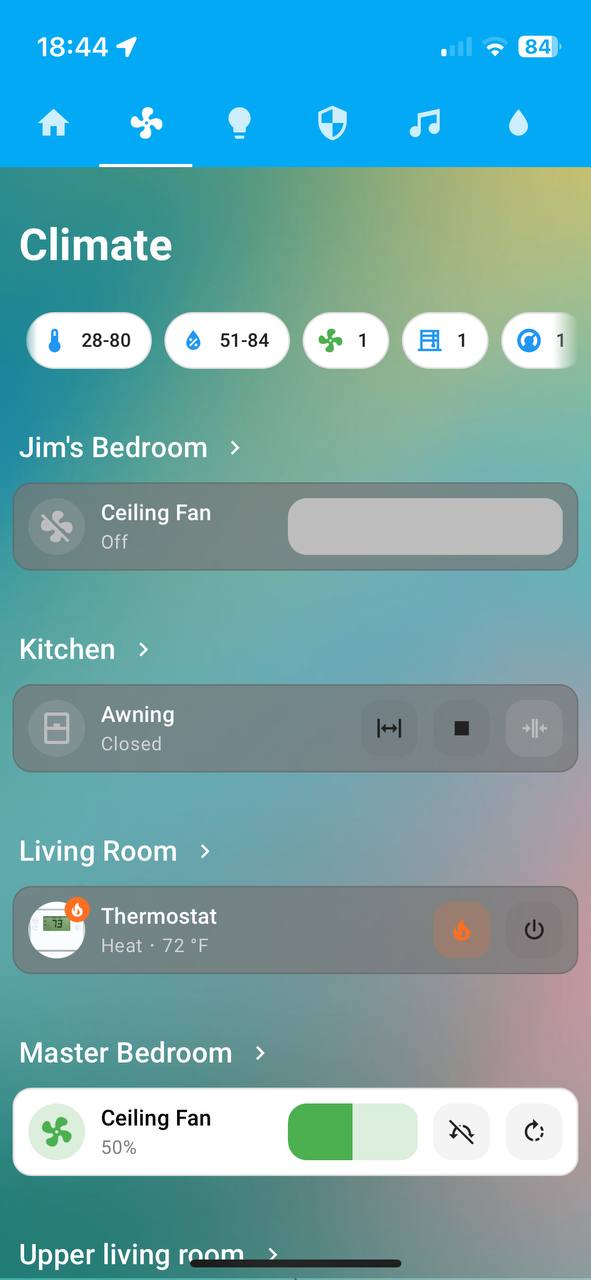 18:44
84
Climate
28-80
51-84
1
1
1
Jim's Bedroom
Ceiling Fan
Off
Kitchen
Awning
Closed
Living Room
73
Thermostat
Heat · 72 °F
Master Bedroom
Ceiling Fan
50%
Upper living room